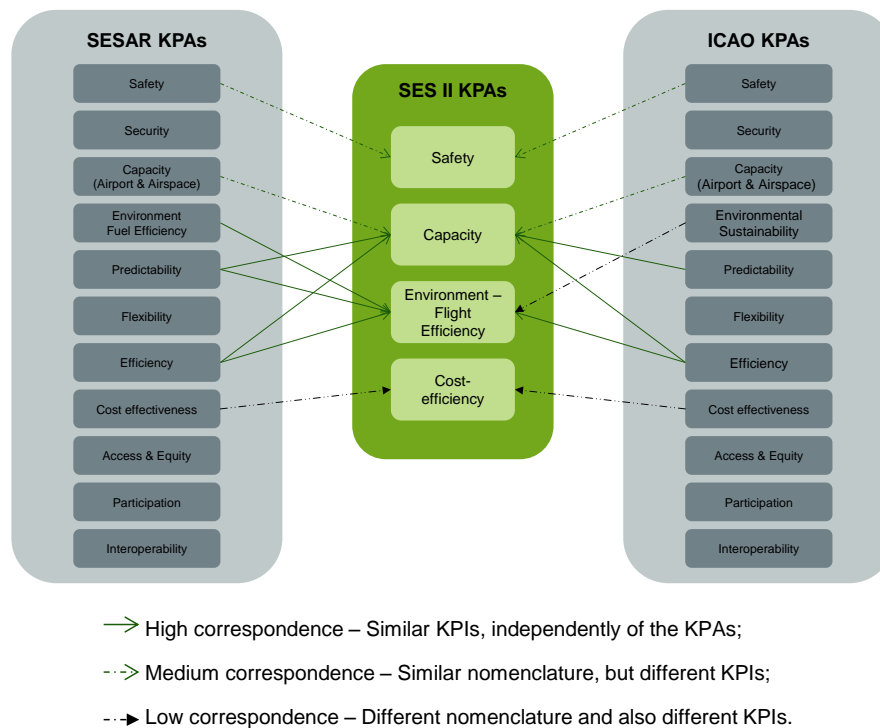 SESAR KPAs
Safety
Security
Capacity
(Airport & Airspace)
Environment
Fuel Efficiency
Predictability
Flexibility
Efficiency
Cost effectiveness
Access & Equity
Participation
Interoperability
SES II KPAs
Safety
Capacity
Environment –
Flight
Efficiency
Cost-
efficiency
ICAO KPAs
Safety
Security
Capacity
(Airport & Airspace)
Environmental
Sustainability
Predictability
Flexibility
Efficiency
Cost effectiveness
Access & Equity
Participation
Interoperability
High correspondence – Similar KPIs, independently of the KPAs;
Medium correspondence – Similar nomenclature, but different KPIs;
Low correspondence – Different nomenclature and also different KPIs.